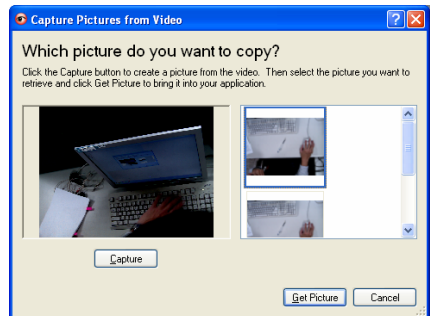 Capture Pictures from Video
Which picture do you want to copy?
Click the Capture button to create a picture from the video. Then select the picture you want to
retrieve and click Get Picture to bring it into your application.
Capture
Get Picture
Cancel